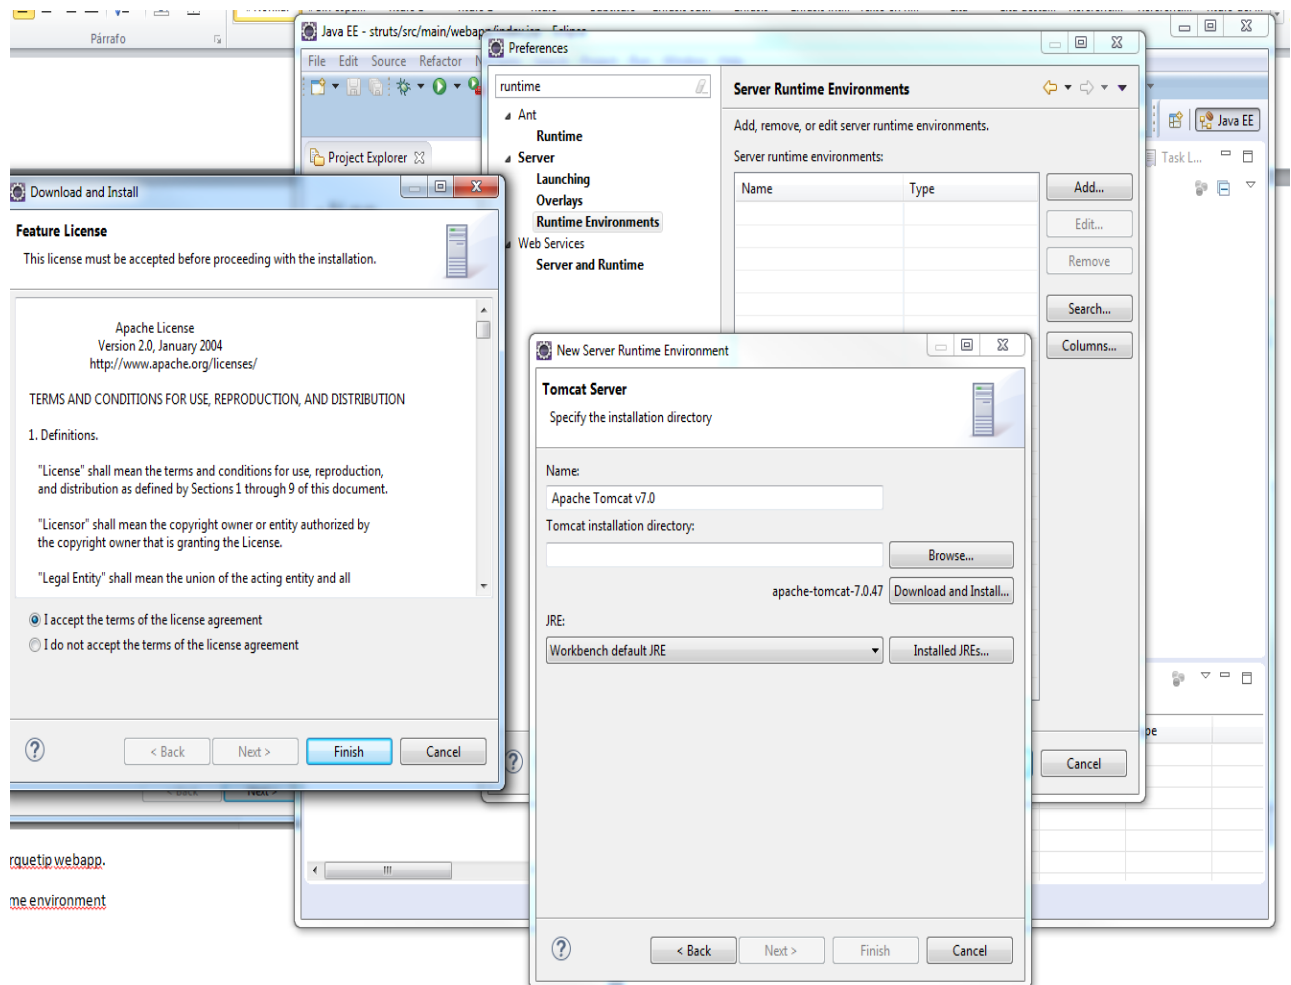 Párrafo
Java EE - struts/src/main/webapp/index.jsp - Eclipse
File Edit Source Refactor
Java EE
Project Explorer
Task L...
Preferences
runtime
Ant
Runtime
Server
Launching
Overlays
Runtime Environments
Web Services
Server and Runtime
Server Runtime Environments
Add, remove, or edit server runtime environments.
Server runtime environments:
Name Type
Add...
Edit...
Remove
Search...
Columns...
Cancel
Download and Install
Feature License
This license must be accepted before proceeding with the installation.
Apache License
Version 2.0, January 2004
http://www.apache.org/licenses/
TERMS AND CONDITIONS FOR USE, REPRODUCTION, AND DISTRIBUTION
1. Definitions.
"License" shall mean the terms and conditions for use, reproduction,
and distribution as defined by Sections 1 through 9 of this document.
"Licensor" shall mean the copyright owner or entity authorized by
the copyright owner that is granting the License.
"Legal Entity" shall mean the union of the acting entity and all
I accept the terms of the license agreement
I do not accept the terms of the license agreement
< Back Next > Finish Cancel
New Server Runtime Environment
Tomcat Server
Specify the installation directory
Name:
Apache Tomcat v7.0
Tomcat installation directory:
Browse...
apache-tomcat-7.0.47 Download and Install...
JRE:
Workbench default JRE Installed JREs...
< Back Next > Finish Cancel
pe
rquetip webapp.
me environment